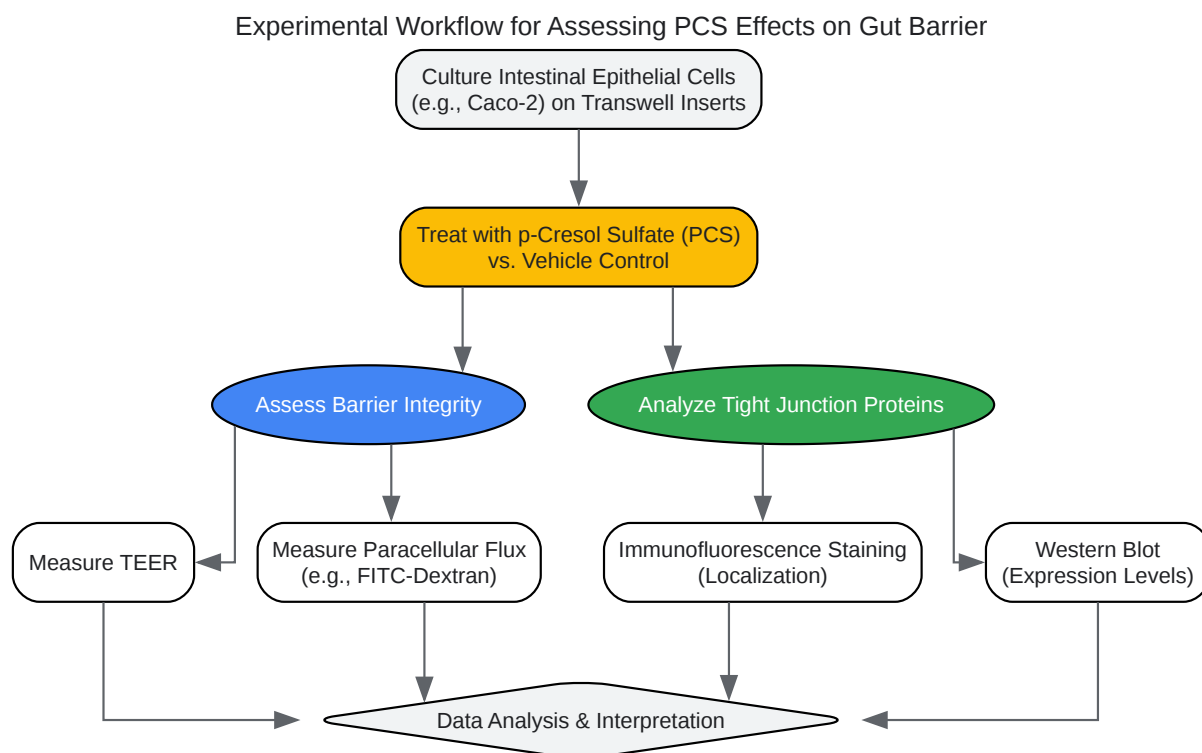 Experimental Workflow for Assessing PCS Effects on Gut Barrier
Culture Intestinal Epithelial Cells
(e.g., Caco-2) on Transwell Inserts
Treat with p-Cresol Sulfate (PCS)
vs. Vehicle Control
Assess Barrier Integrity
Analyze Tight Junction Proteins
Measure TEER
Measure Paracellular Flux
(e.g., FITC-Dextran)
Immunofluorescence Staining
(Localization)
Western Blot
(Expression Levels)
Data Analysis & Interpretation